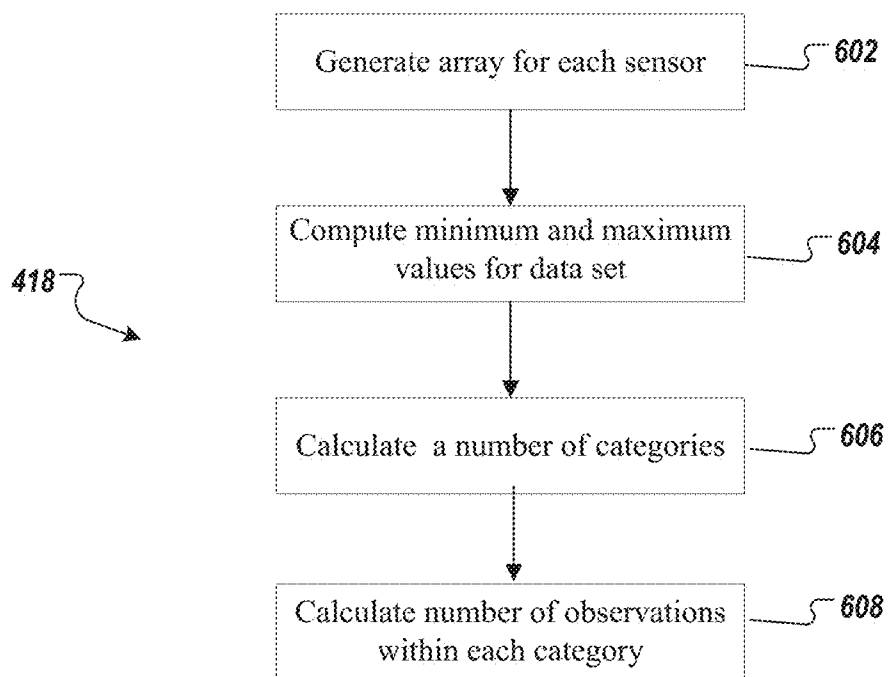 Generate array for each sensor
602
Compute minimum and maximum
values for data set
604
418
Calculate a number of categories
606
Calculate number of observations
within each category
608